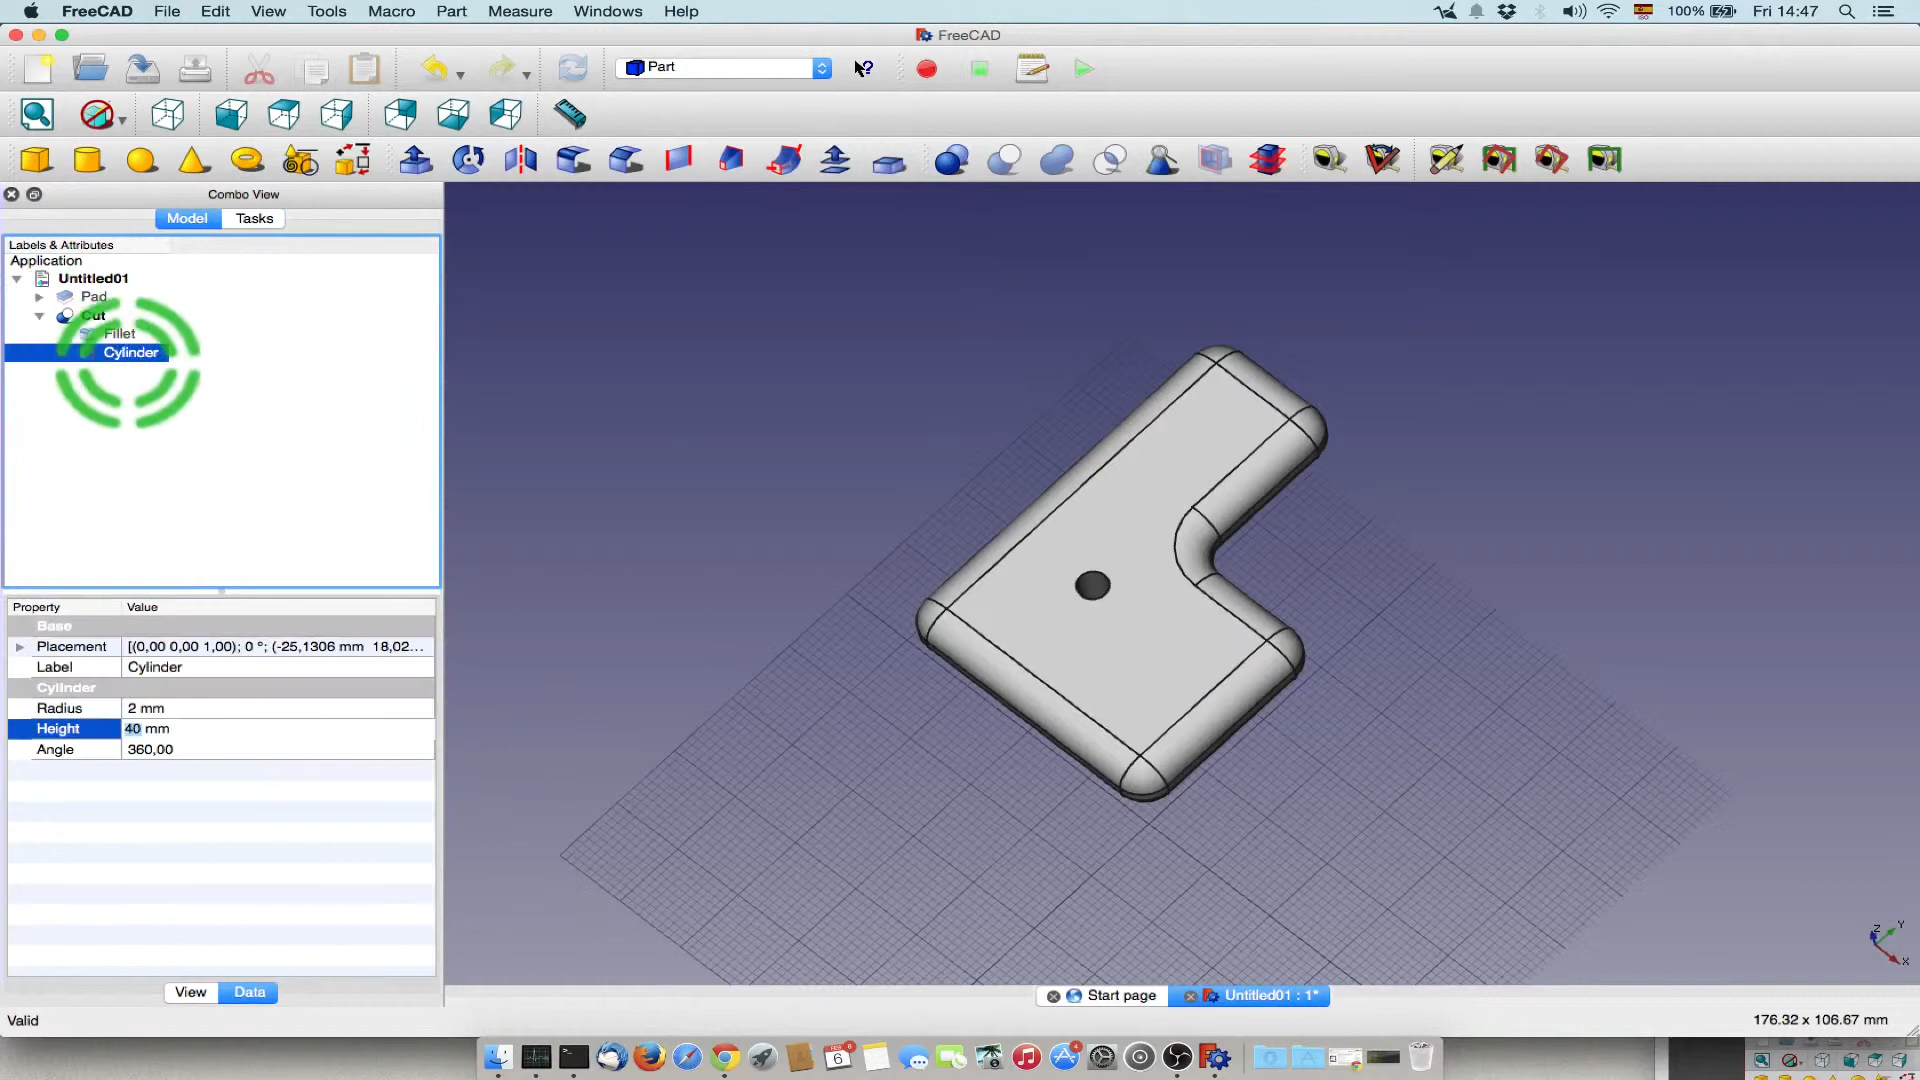 FreeCAD File Edit View Tools Macro Part Measure Windows Help 100% Fri 14:47
FreeCAD
Part
Combo View
Model Tasks
Labels & Attributes
Application
Untitled01
Pad
Cut
Fillet
Cylinder
Property Value
Base
Placement [(0,00 0,00 1,00); 0 °; (-25,1306 mm 18,02...
Label Cylinder
Cylinder
Radius 2 mm
Height 40 mm
Angle 360,00
Z Y
X
View Data
Start page Untitled01 : 1*
Valid 176.32 x 106.67 mm
6
4